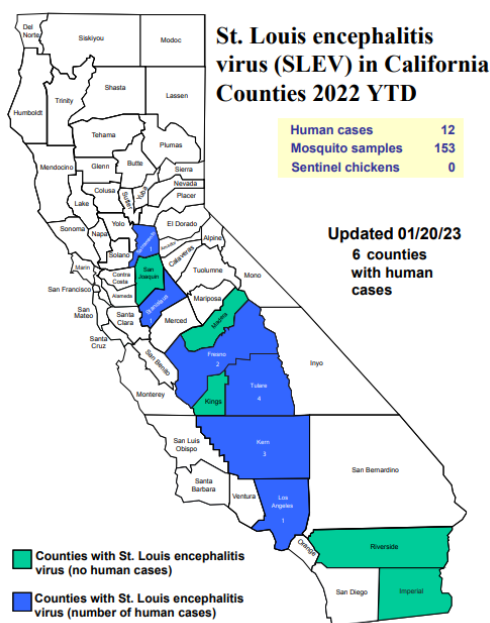 St. Louis encephalitis
virus (SLEV) in California
Counties 2022 YTD
Human cases 12
Mosquito samples 153
Sentinel chickens 0
Updated 01/20/23
6 counties
with human
cases
Del
Norte
Siskiyou
Modoc
Humboldt
Trinity
Shasta
Lassen
Tehama
Plumas
Mendocino
Glenn
Butte
Sierra
Nevada
Placer
Colusa
Sutter
Yuba
Lake
Sonoma
Napa
Yolo
El Dorado
Alpine
Sacramento
1
Amador
Calaveras
Solano
Marin
Contra
Costa
San
Joaquin
Tuolumne
Mono
San Francisco
Alameda
Stanislaus
1
Mariposa
San
Mateo
Santa
Clara
Merced
Madera
Santa
Cruz
San Benito
Fresno
2
Inyo
Monterey
Kings
Tulare
4
San Luis
Obispo
Kern
3
San Bernardino
Santa
Barbara
Ventura
Los
Angeles
1
Orange
Riverside
San Diego
Imperial
Counties with St. Louis encephalitis
virus (no human cases)
Counties with St. Louis encephalitis
virus (number of human cases)